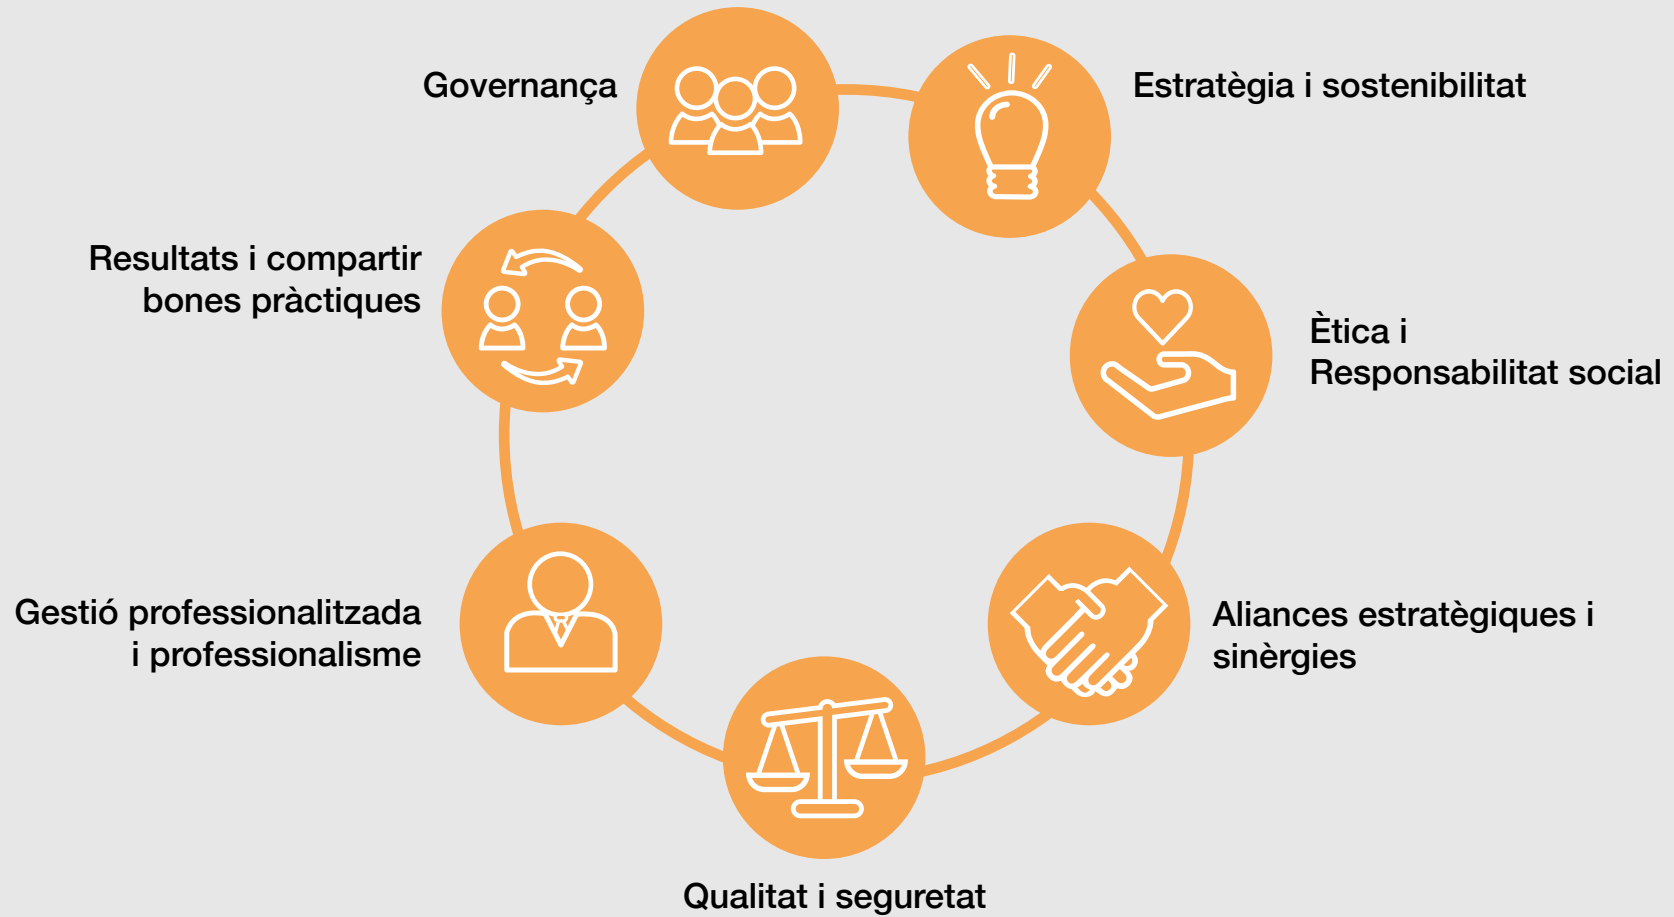 Governança
Estratègia i sostenibilitat
Resultats i compartir
bones pràctiques
Ètica i
Responsabilitat social
Gestió professionalitzada
i professionalisme
Aliances estratègiques i
sinèrgies
Qualitat i seguretat